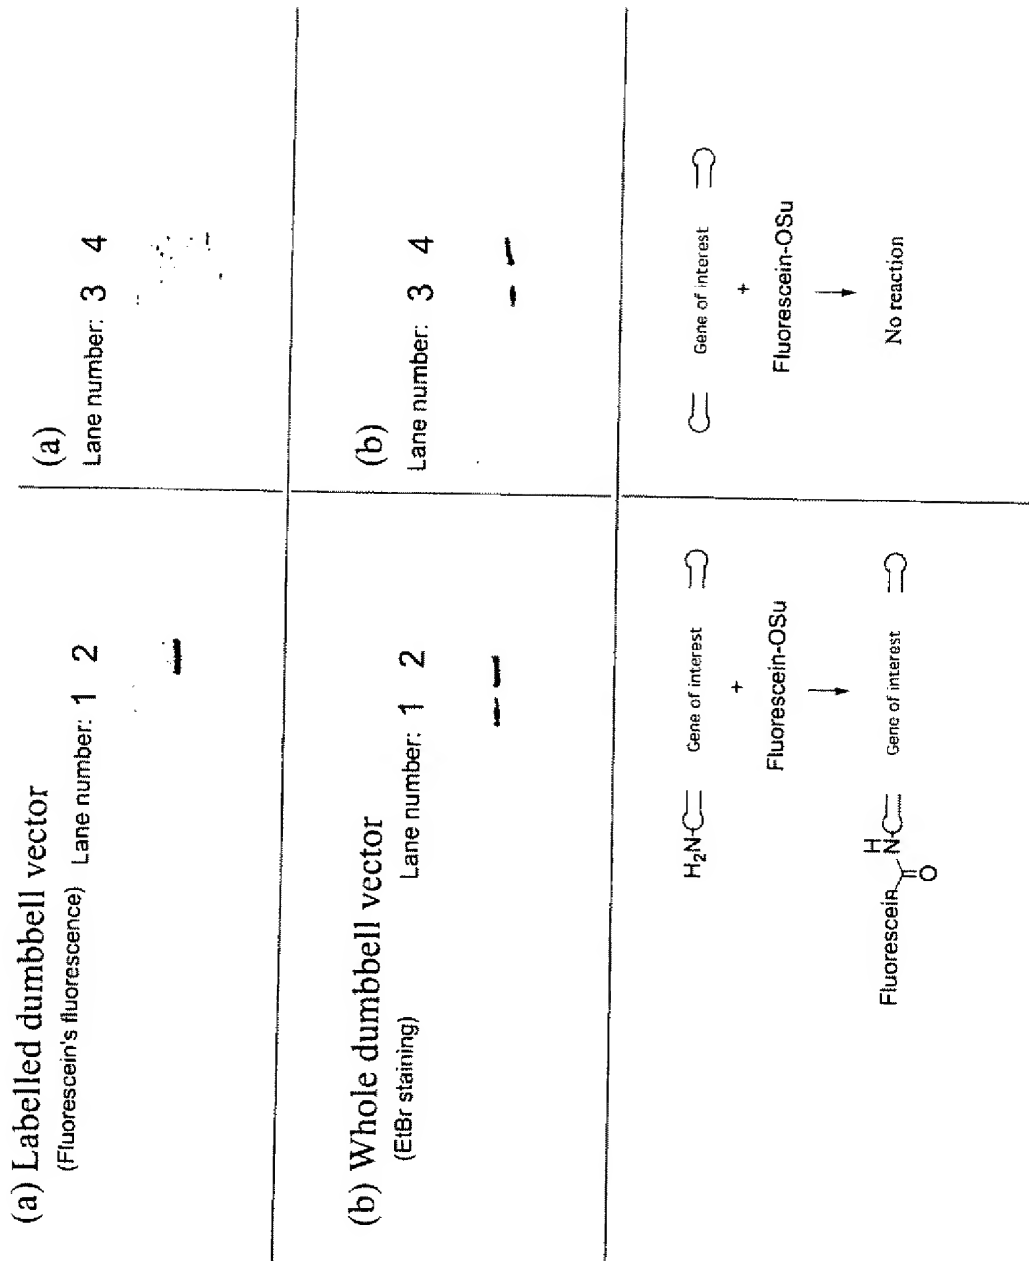 (a) Labelled dumbbell vector
(Fluorescein's fluorescence) Lane number: 1 2
(a)
Lane number: 3 4
(b) Whole dumbbell vector
(EtBr staining) Lane number: 1 2
(b)
Lane number: 3 4
H₂N Gene of interest
+
Fluorescein-OSu
Fluorescein H N O Gene of interest
Gene of interest
+
Fluorescein-OSu
No reaction